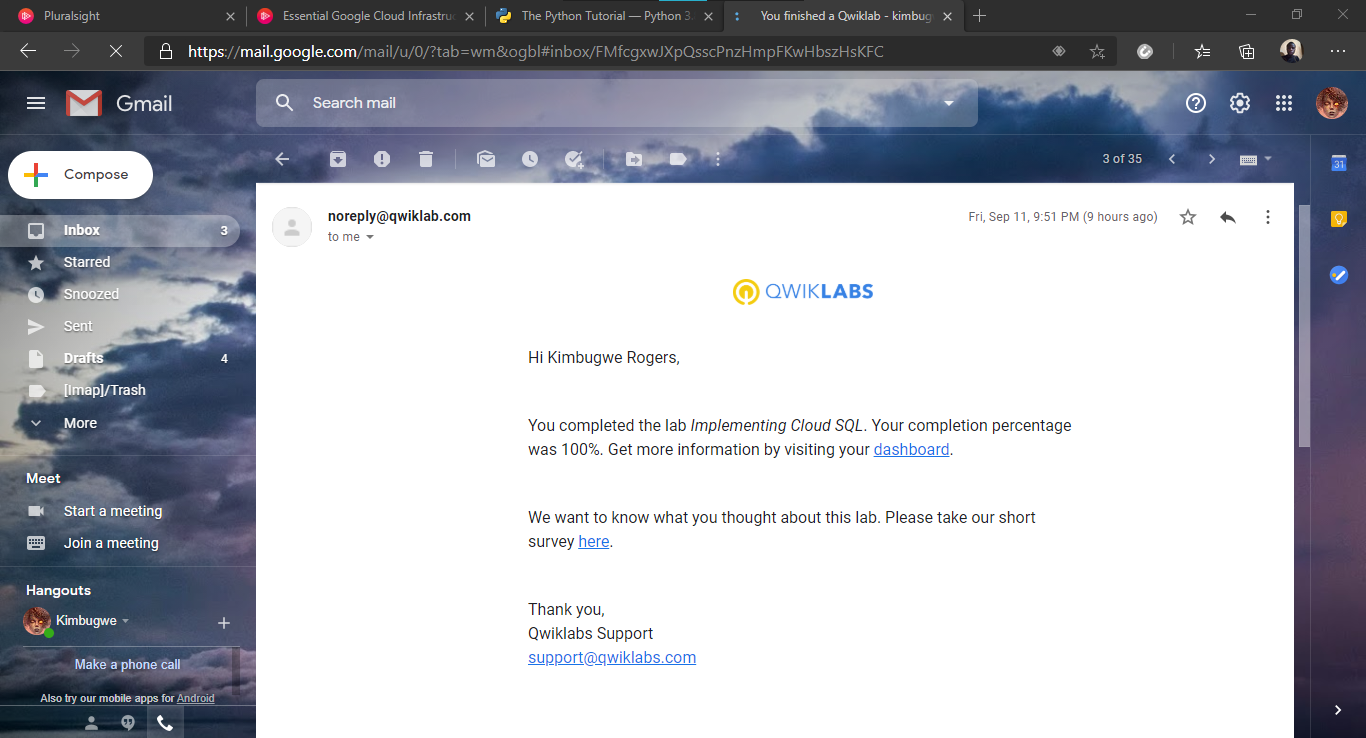 Pluralsight
Essential Google Cloud Infrastruc
The Python Tutorial — Python 3.
You finished a Qwiklab - kimbug
https://mail.google.com/mail/u/0/?tab=wm&ogbl#inbox/FMfcgxwJXpQsscPnzHmpFKwHbszHsKFC
Gmail
Search mail
Compose
3 of 35
31
Inbox 3
Starred
Snoozed
Sent
Drafts 4
[Imap]/Trash
More
Meet
Start a meeting
Join a meeting
Hangouts
Kimbugwe
Make a phone call
Also try our mobile apps for Android
noreply@qwiklab.com
Fri, Sep 11, 9:51 PM (9 hours ago)
to me
QWIKLABS
Hi Kimbugwe Rogers,
You completed the lab Implementing Cloud SQL. Your completion percentage
was 100%. Get more information by visiting your dashboard.
We want to know what you thought about this lab. Please take our short
survey here.
Thank you,
Qwiklabs Support
support@qwiklabs.com